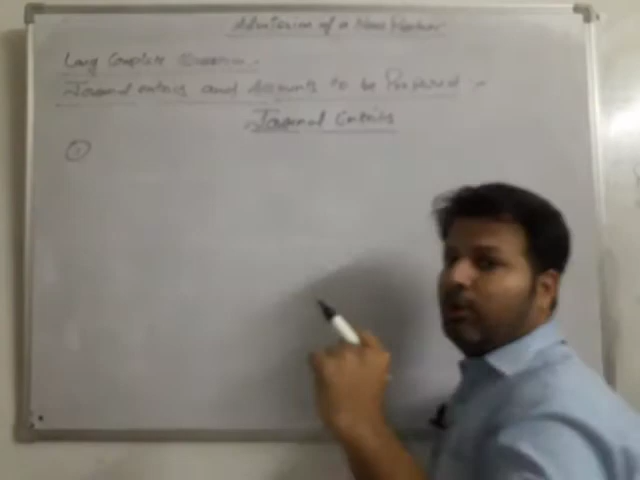 Admission of a New Partner
Long Complete Question -
Journal entries and Accounts to be Prepared -
Journal Entries
1